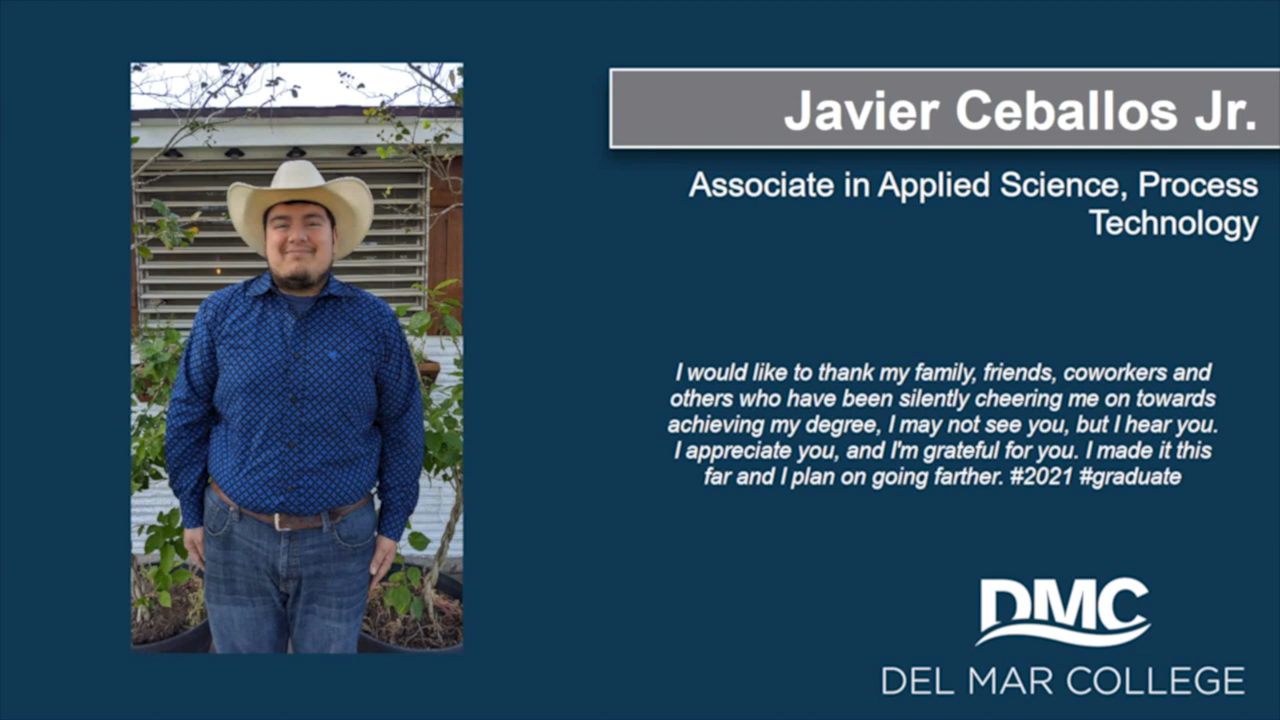 Javier Ceballos Jr.
Associate in Applied Science, Process
Technology
I would like to thank my family, friends, coworkers and
others who have been silently cheering me on towards
achieving my degree, I may not see you, but I hear you.
I appreciate you, and I'm grateful for you. I made it this
far and I plan on going farther. #2021 #graduate
DMC
DEL MAR COLLEGE